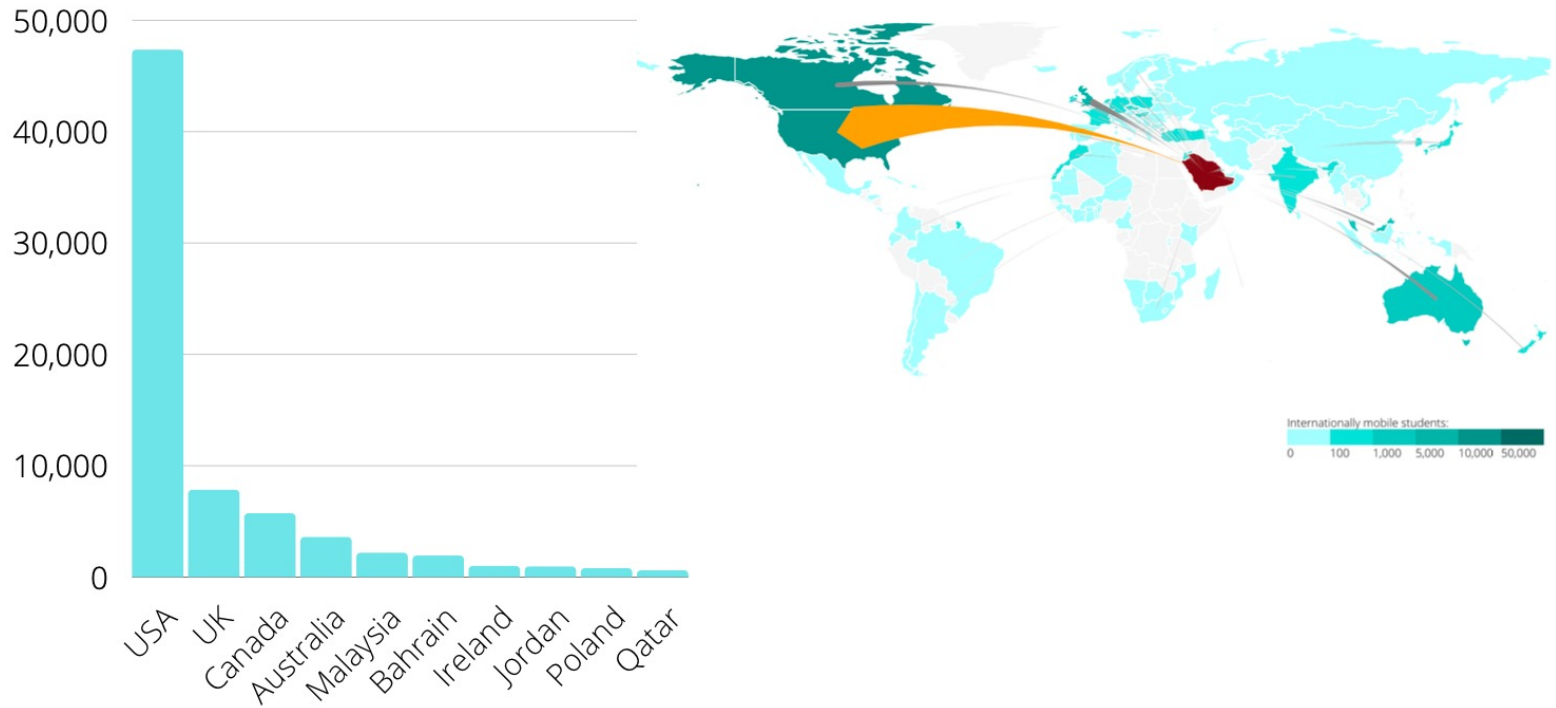 50,000
40,000
30,000
20,000
10,000
0
USA
UK
Canada
Australia
Malaysia
Bahrain
Ireland
Jordan
Poland
Qatar
Internationally mobile students:
0 100 1,000 5,000 10,000 50,000